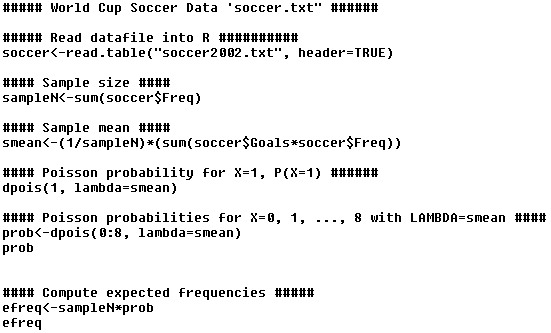 ##### World Cup Soccer Data 'soccer.txt" ######
##### Read datafile into R ##########
soccer<-read.table("soccer2002.txt", header=TRUE)
#### Sample size ####
sampleN<-sum(soccer$Freq)
#### Sample mean ####
smean<-(1/sampleN)*(sum(soccer$Goals*soccer$Freq))
#### Poisson probability for X=1, P(X=1) ######
dpois(1, lambda=smean)
#### Poisson probabilities for X=0, 1, ..., 8 with LAMBDA=smean ####
prob<-dpois(0:8, lambda=smean)
prob
#### Compute expected frequencies #####
efreq<-sampleN*prob
efreq